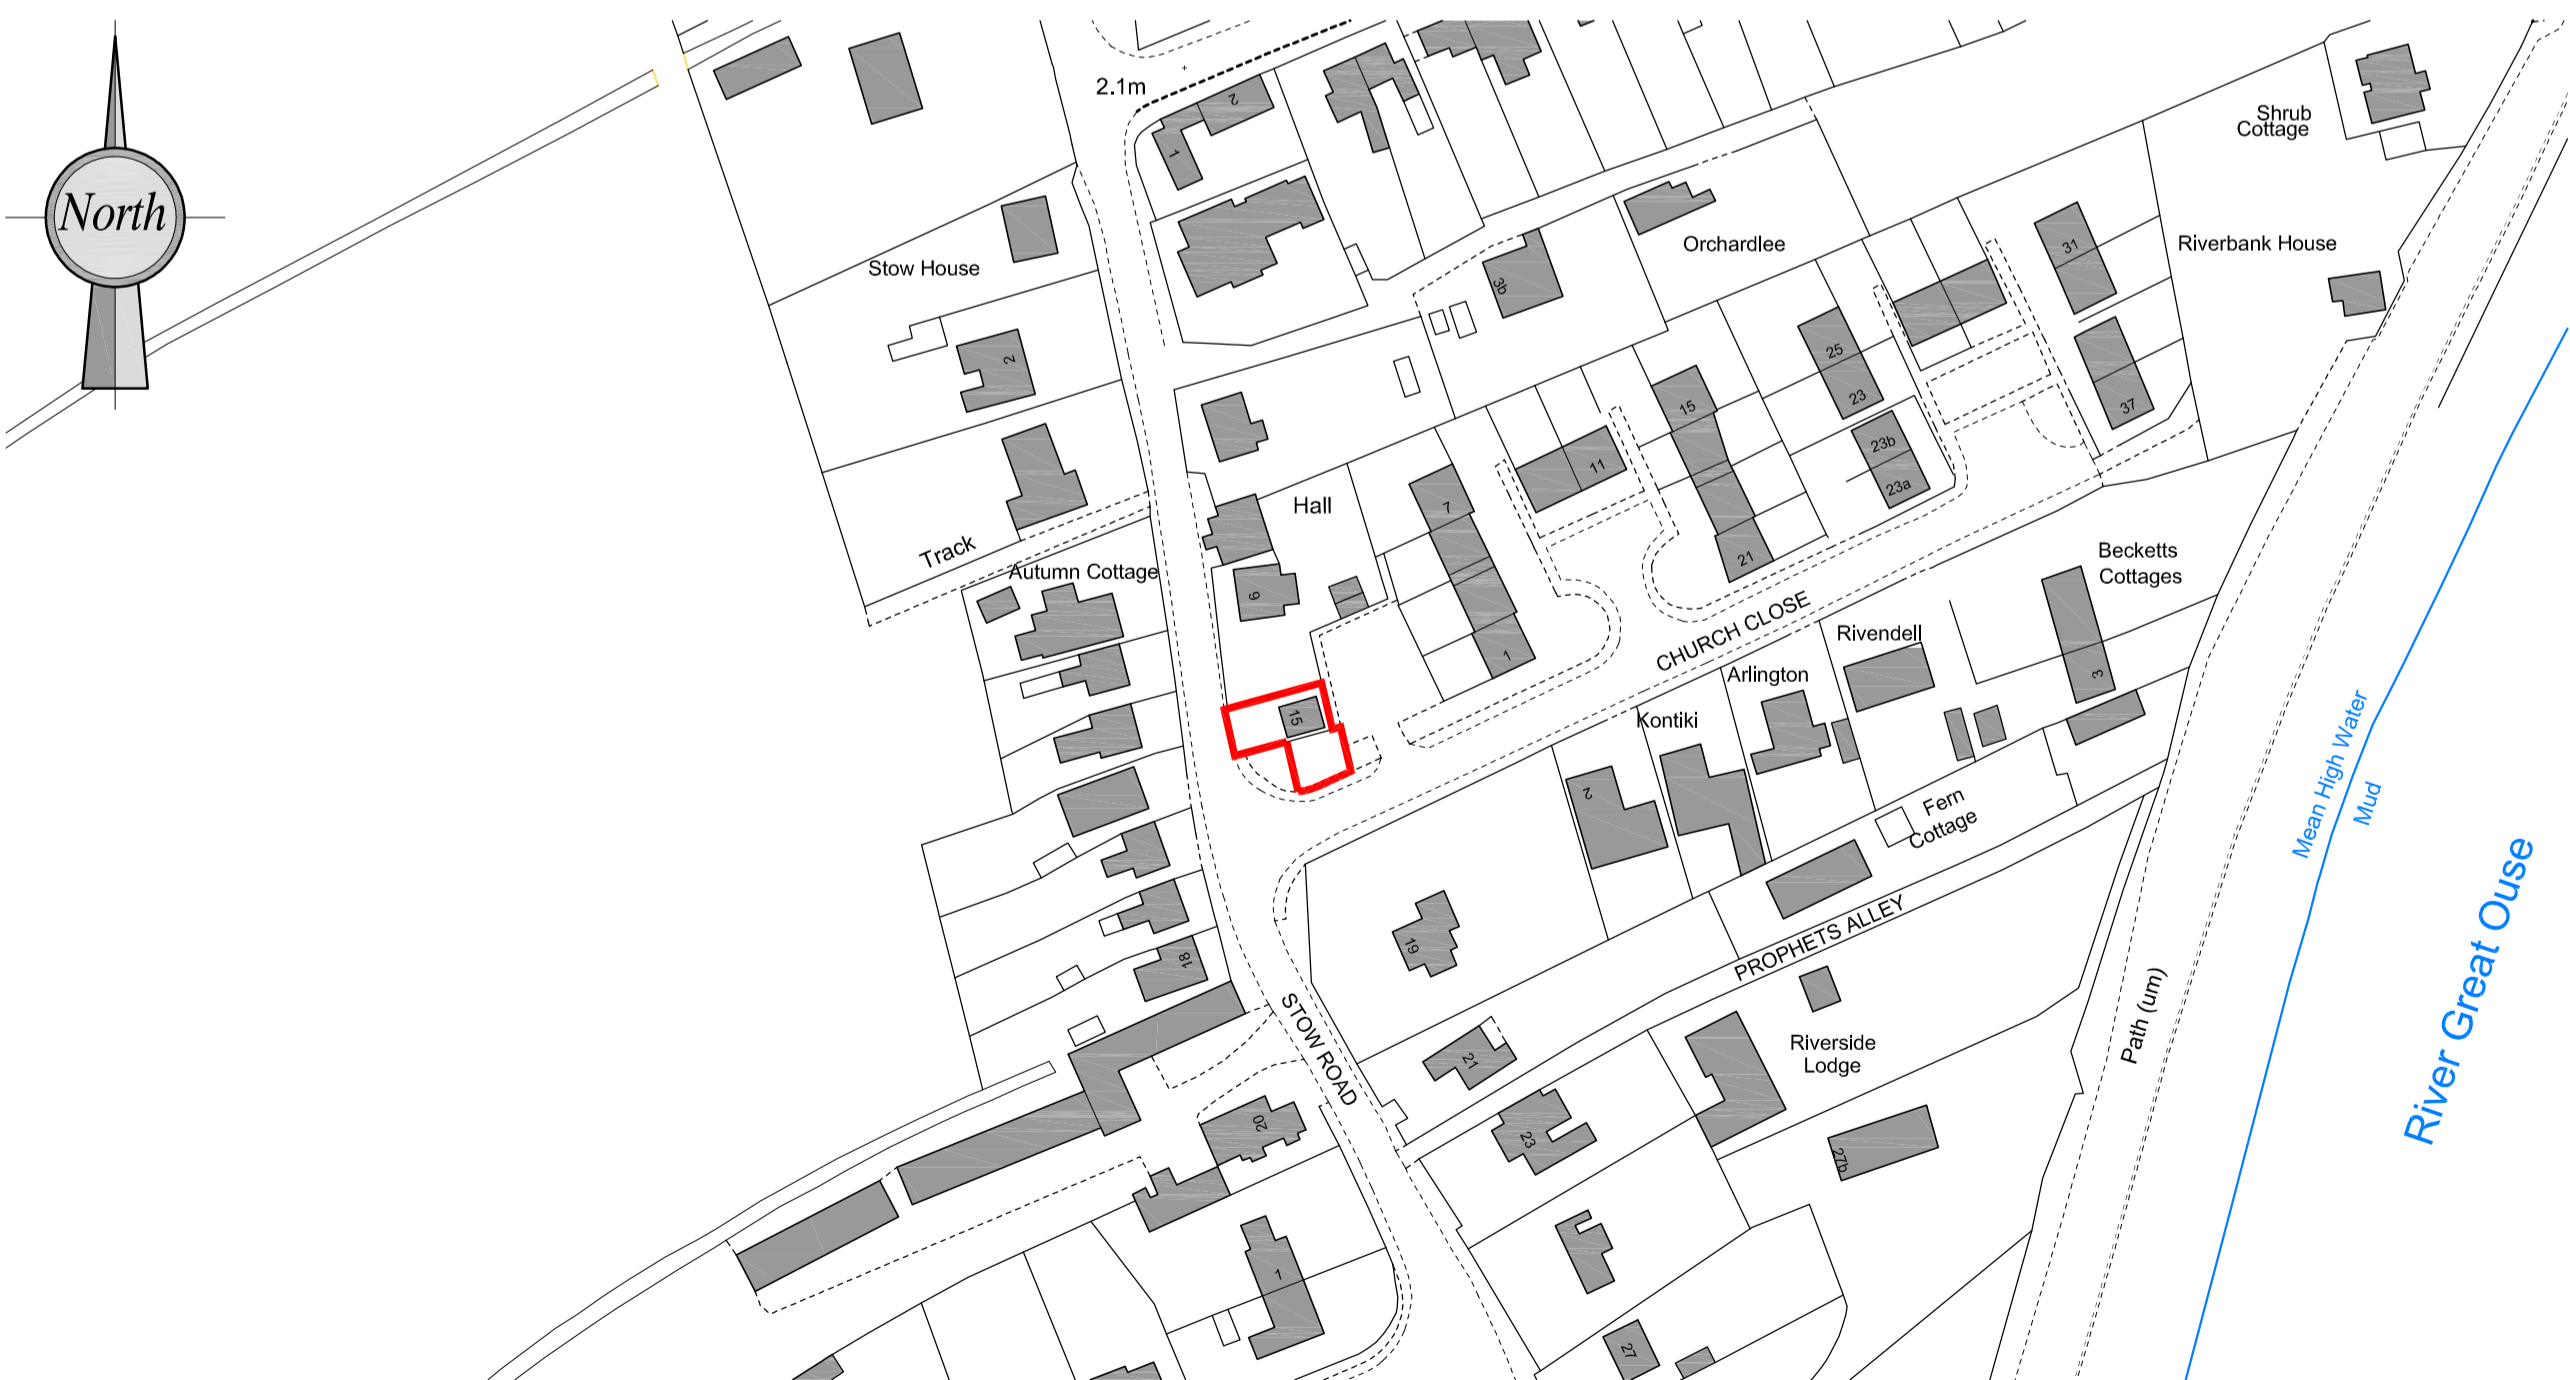 2.1m
2
1
North
Shrub
Cottage
Stow House
Orchardlee
31
Riverbank House
3b
2
25
15
23
37
23b
23a
11
7
Hall
21
Track
Autumn Cottage
9
Becketts
Cottages
CHURCH CLOSE
1
Rivendell
Arlington
3
15
Kontiki
2
Fern
Cottage
Mean High Water
Mud
River Great Ouse
19
18
PROPHETS ALLEY
STOW ROAD
Path (um)
21
Riverside
Lodge
20
23
27b
1
27